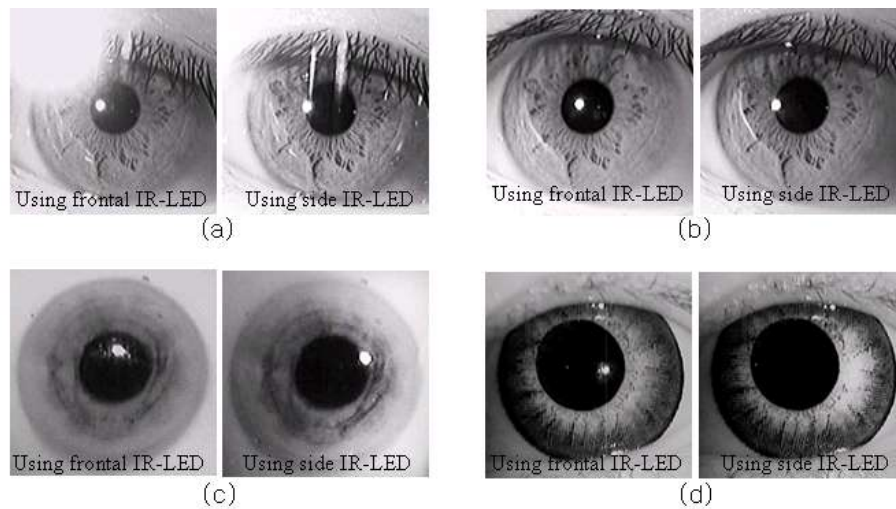 Using frontal IR-LED
Using side IR-LED
(a)
Using frontal IR-LED
Using side IR-LED
(b)
Using frontal IR-LED
Using side IR-LED
(c)
Using frontal IR-LED
Using side IR-LED
(d)